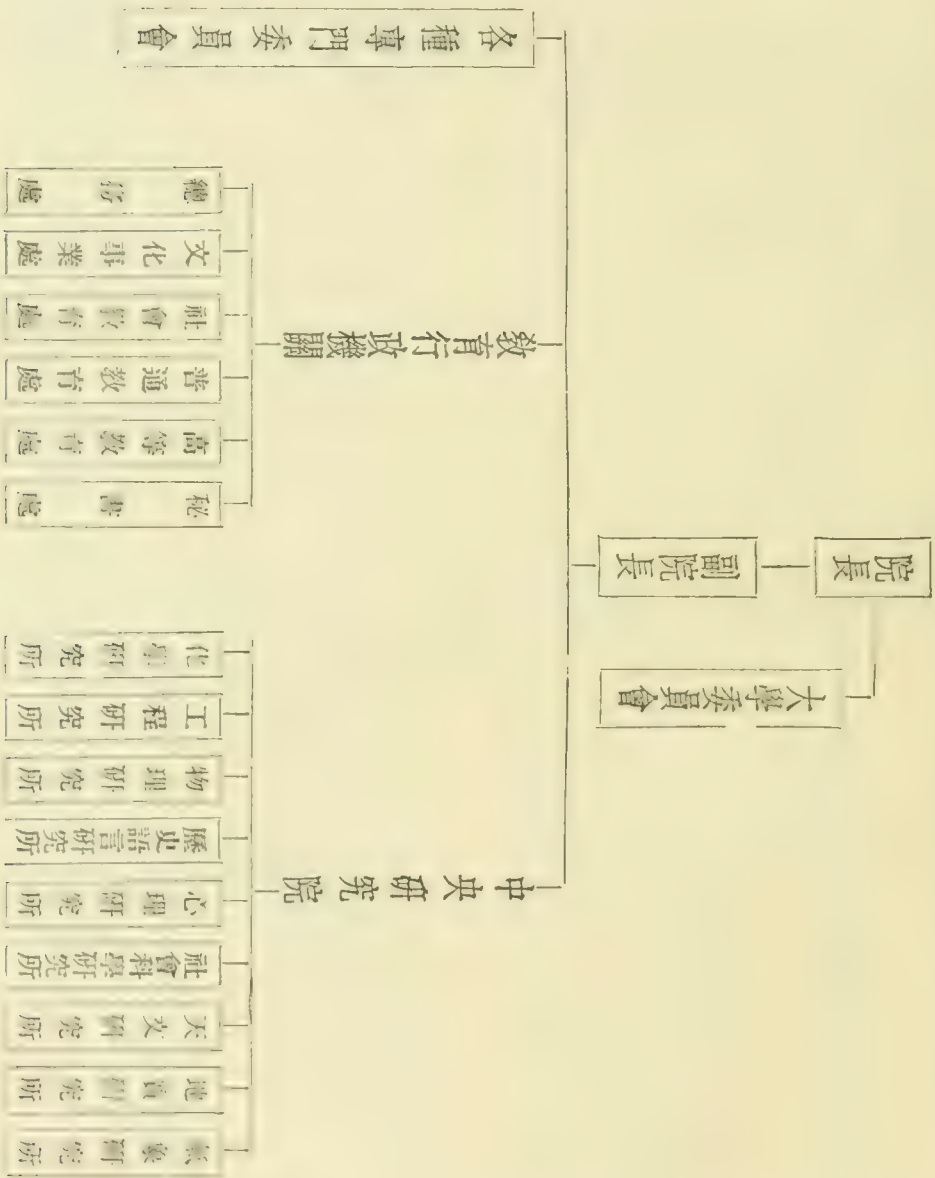 院長
副院長
大學委員會
中央研究院
教育行政機關
各種專門委員會
氣象研究所
地質研究所
天文研究所
社會科學研究所
心理研究所
歷史語言研究所
物理研究所
工程研究所
化學研究所
秘書處
高等教育處
普通教育處
社會教育處
文化事業處
總務處